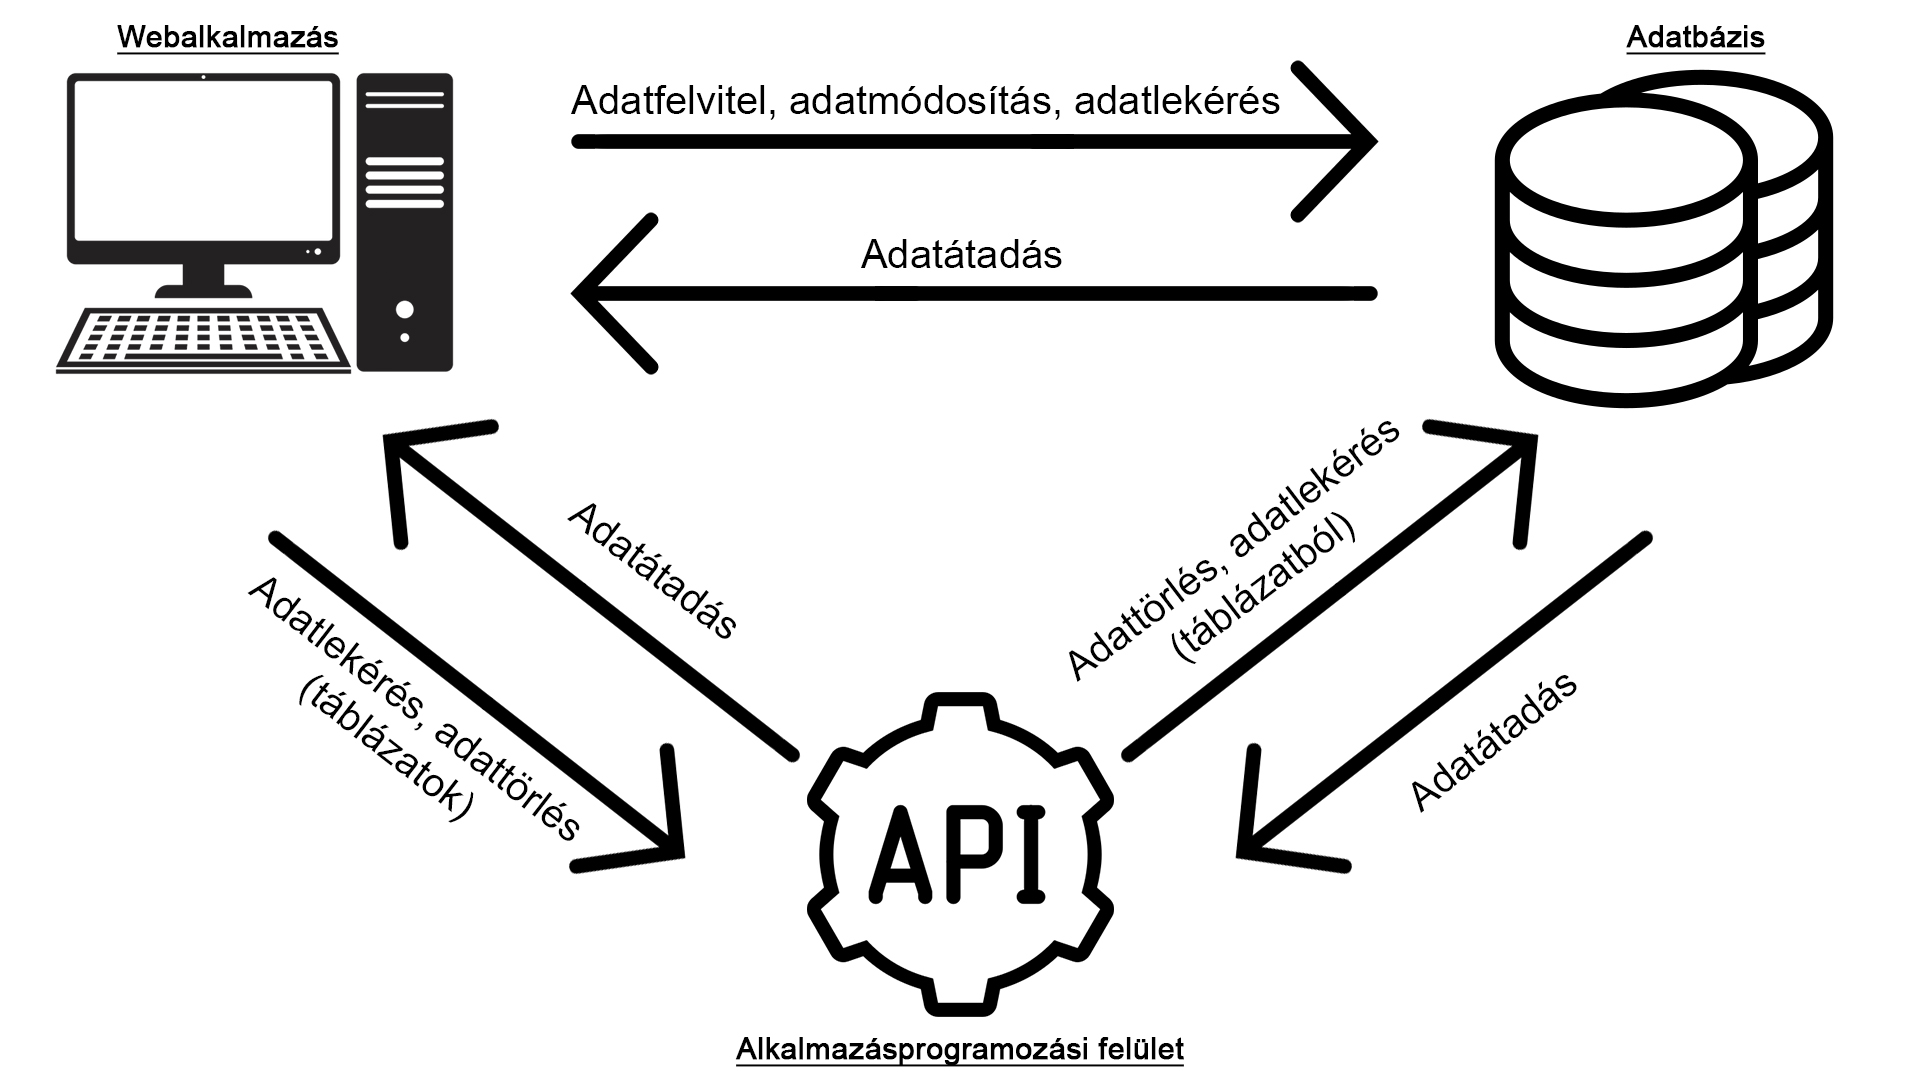 Webalkalmazás
Adatbázis
Adatfelvitel, adatmódosítás, adatlekérés
Adatátadás
Adatátadás
Adatlekérés, adattörlés
(táblázatok)
Adattörlés, adatlekérés
(táblázatból)
Adatátadás
API
Alkalmazásprogramozási felület